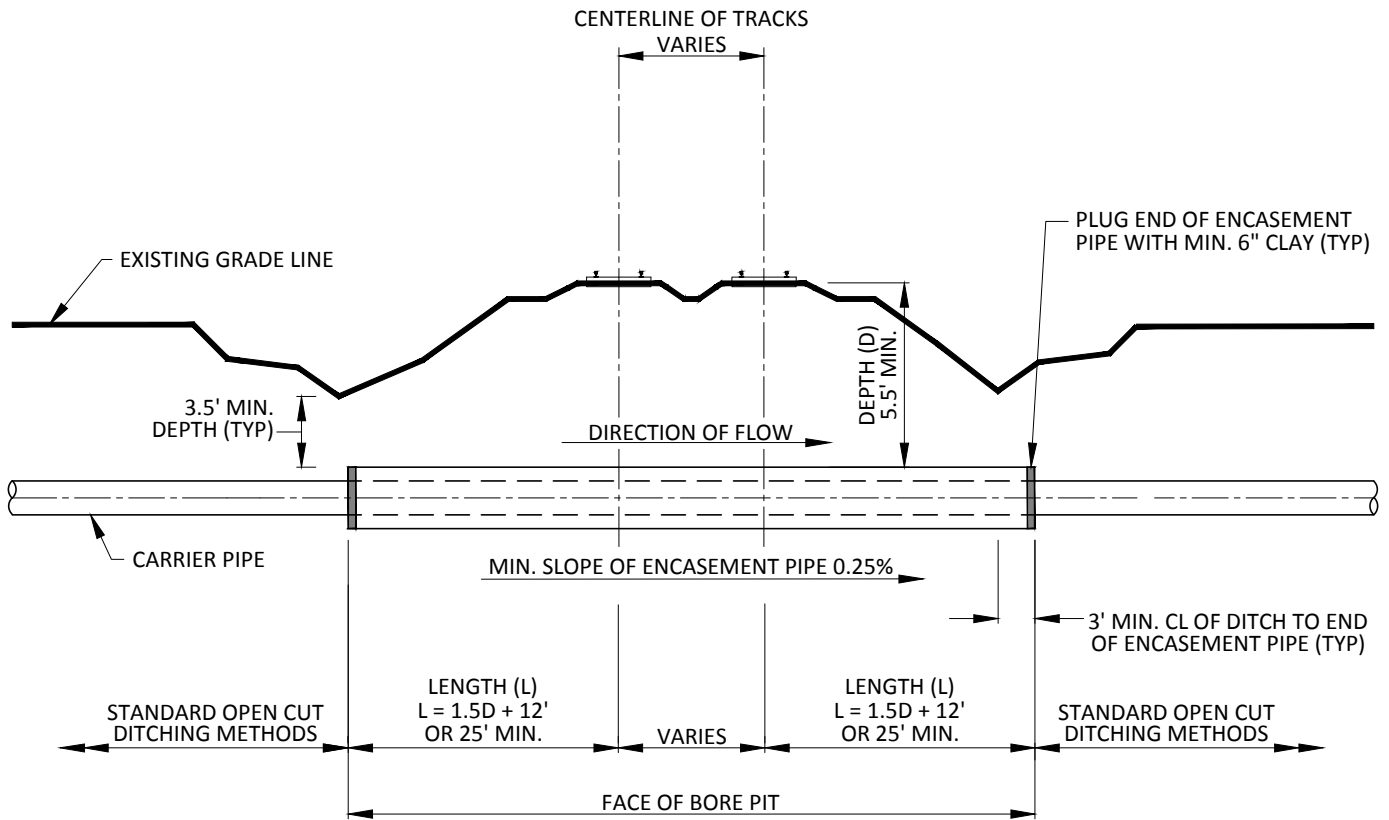 CENTERLINE OF TRACKS
VARIES
PLUG END OF ENCASEMENT
PIPE WITH MIN. 6" CLAY (TYP)
EXISTING GRADE LINE
DEPTH (D)
5.5' MIN.
3.5' MIN.
DEPTH (TYP)
DIRECTION OF FLOW
CARRIER PIPE
MIN. SLOPE OF ENCASEMENT PIPE 0.25%
3' MIN. CL OF DITCH TO END
OF ENCASEMENT PIPE (TYP)
STANDARD OPEN CUT
DITCHING METHODS
LENGTH (L)
L = 1.5D + 12'
OR 25' MIN.
VARIES
LENGTH (L)
L = 1.5D + 12'
OR 25' MIN.
STANDARD OPEN CUT
DITCHING METHODS
FACE OF BORE PIT